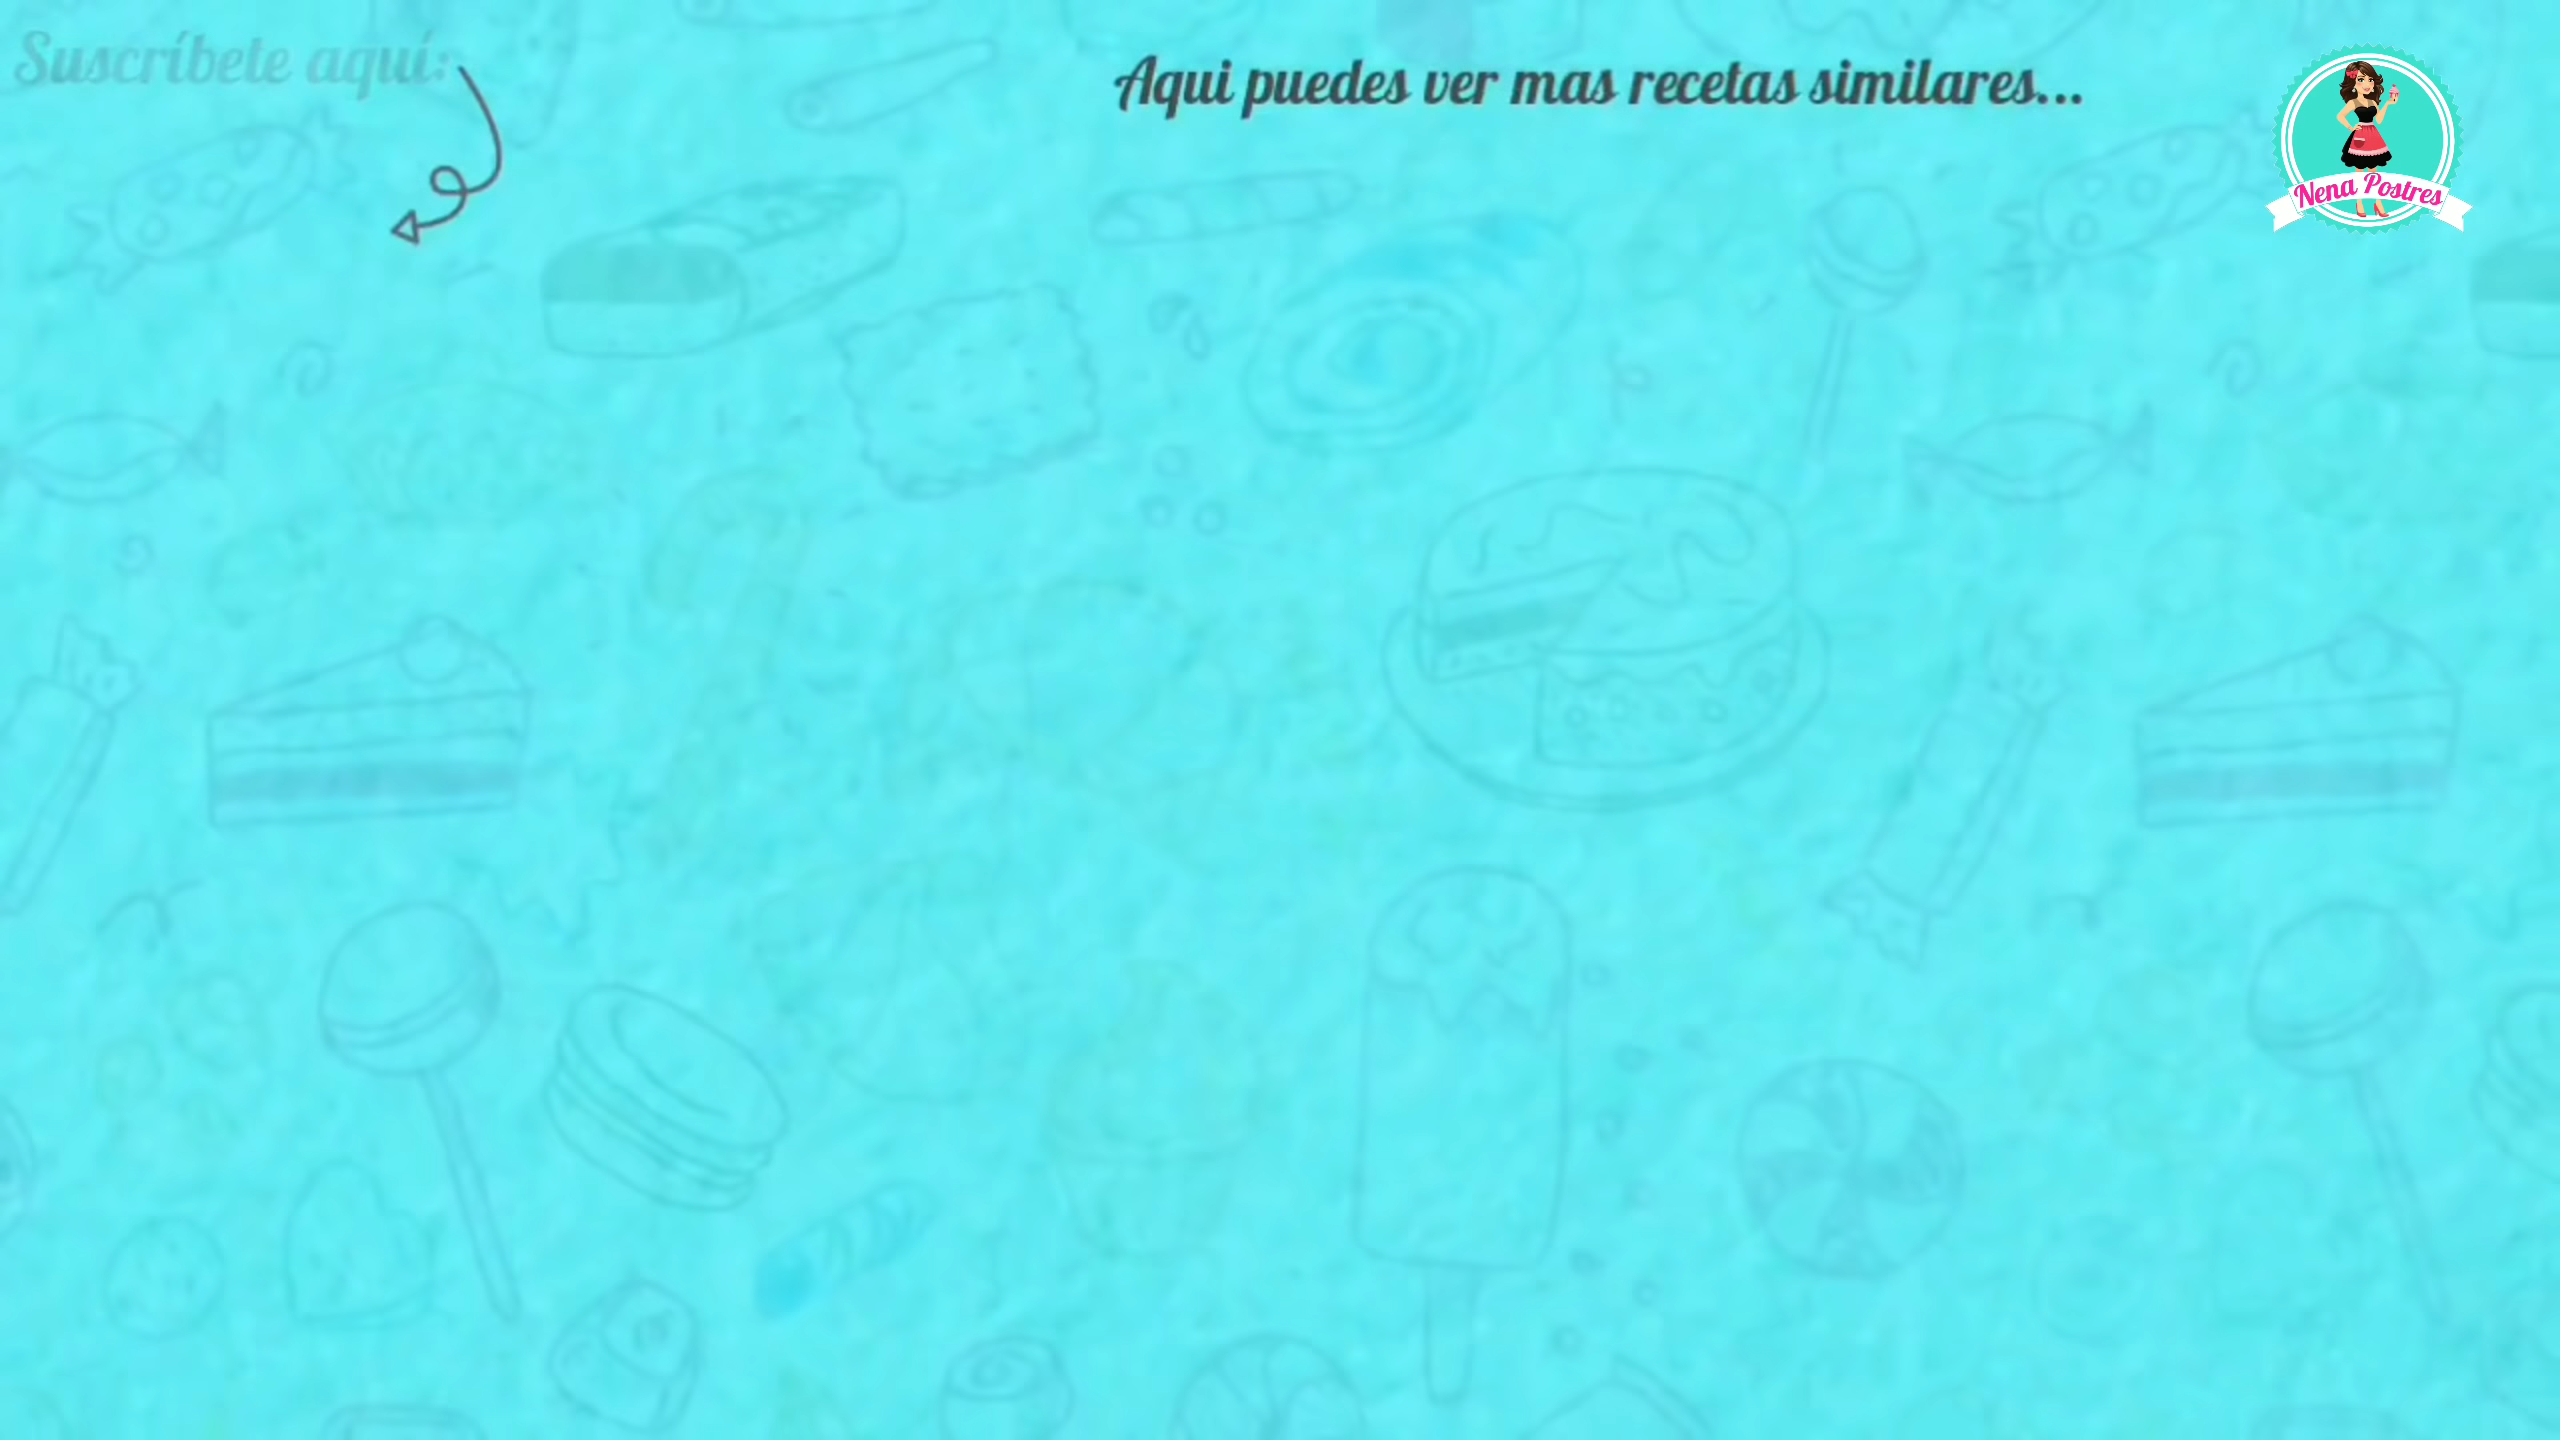 Suscríbete aquí:
Aqui puedes ver mas recetas similares...
Nena Postres